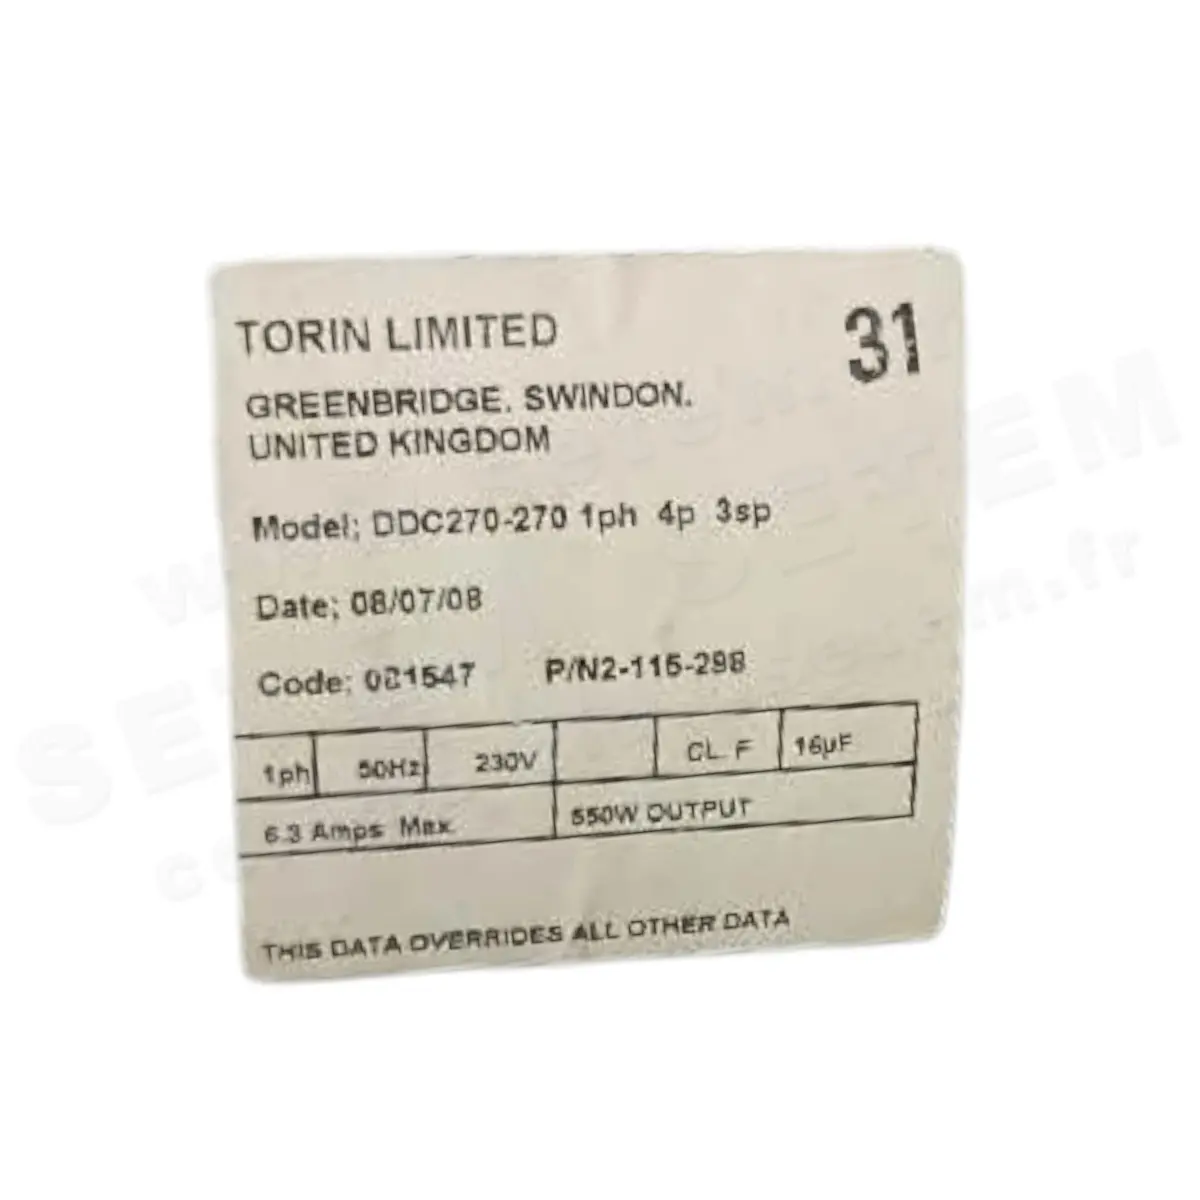 TORIN LIMITED
31
GREENBRIDGE, SWINDON.
UNITED KINGDOM
Model; DDC270-270 1ph 4p 3sp
Date; 08/07/08
Code; 021547 P/N2-115-298
1ph 50Hz 230V CL F 16µF
6.3 Amps Max. 550W OUTPUT
THIS DATA OVERRIDES ALL OTHER DATA